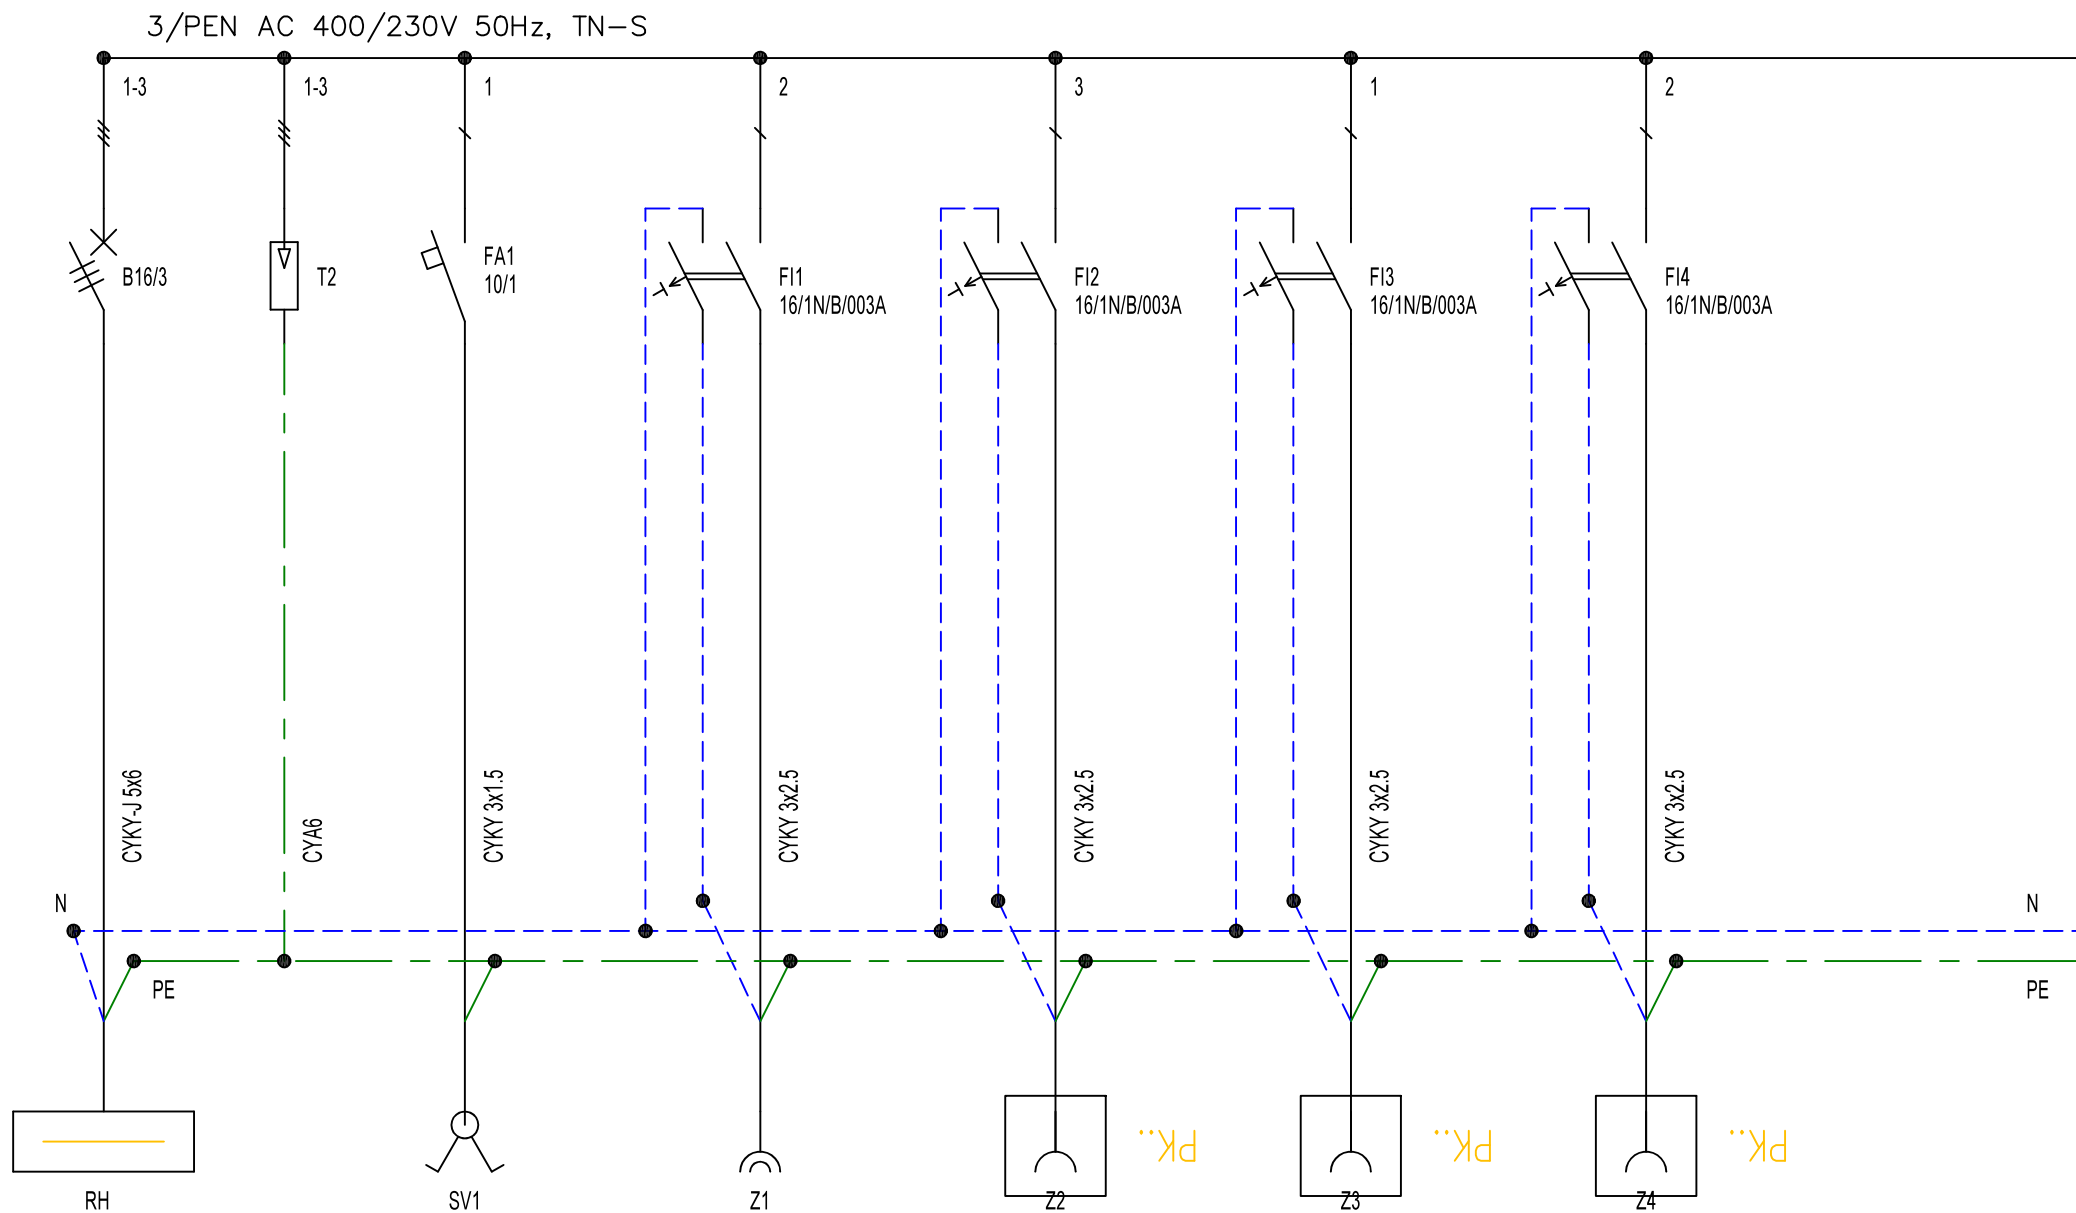 3/PEN AC 400/230V 50Hz, TN-S
1-3
1-3
1
2
3
1
2
B16/3
T2
FA1
10/1
FI1
16/1N/B/003A
FI2
16/1N/B/003A
FI3
16/1N/B/003A
FI4
16/1N/B/003A
CYKY-J 5x6
CYA6
CYKY 3x1.5
CYKY 3x2.5
CYKY 3x2.5
CYKY 3x2.5
CYKY 3x2.5
N
N
PE
PE
PK..
PK..
PK..
RH
SV1
Z1
Z2
Z3
Z4